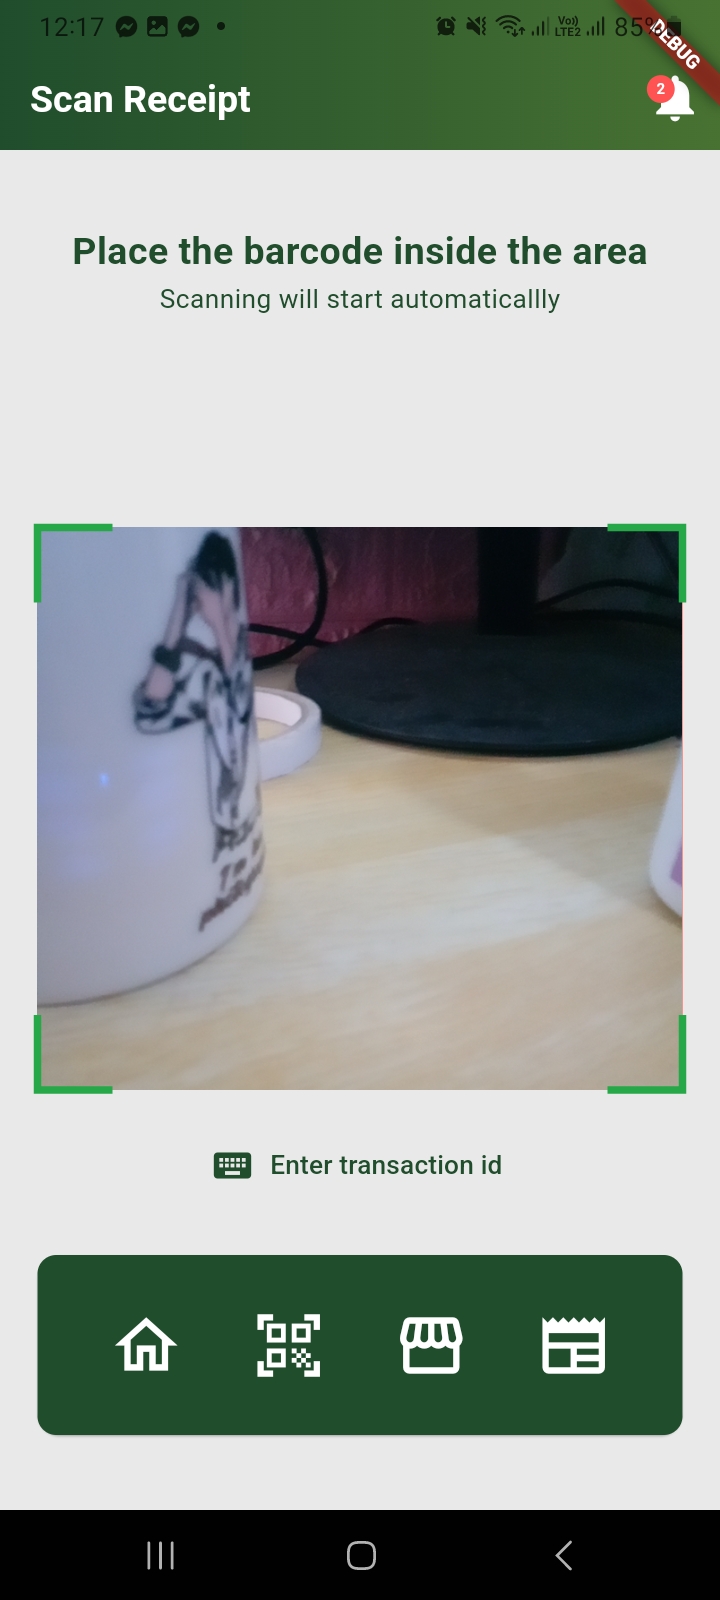 12:17
Vo))
LTE2
85%
DEBUG
Scan Receipt
2
Place the barcode inside the area
Scanning will start automaticallly
Enter transaction id